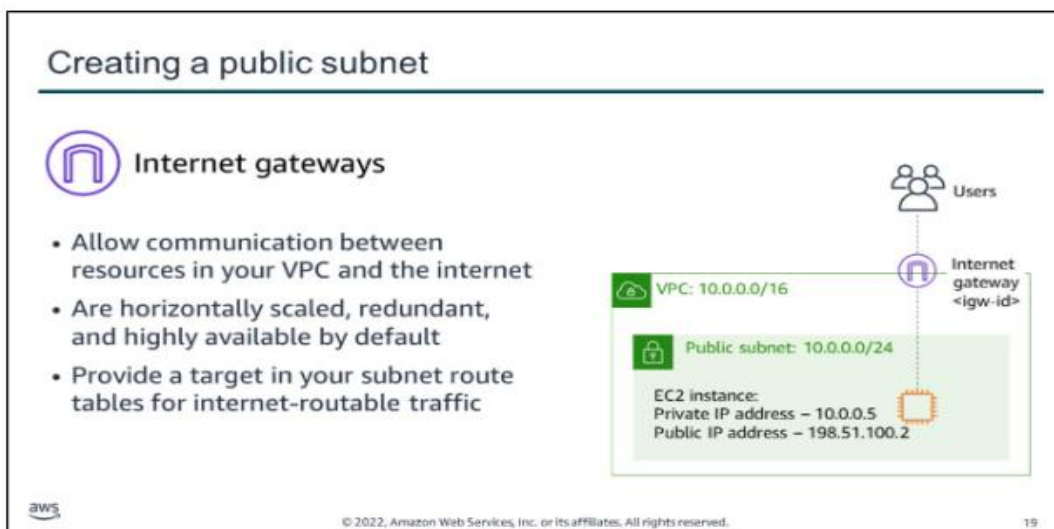 Creating a public subnet
Internet gateways
• Allow communication between
resources in your VPC and the internet
• Are horizontally scaled, redundant,
and highly available by default
• Provide a target in your subnet route
tables for internet-routable traffic
Users
Internet
gateway
<igw-id>
VPC: 10.0.0.0/16
Public subnet: 10.0.0.0/24
EC2 instance:
Private IP address – 10.0.0.5
Public IP address – 198.51.100.2
aws
© 2022, Amazon Web Services, Inc. or its affiliates. All rights reserved.
19